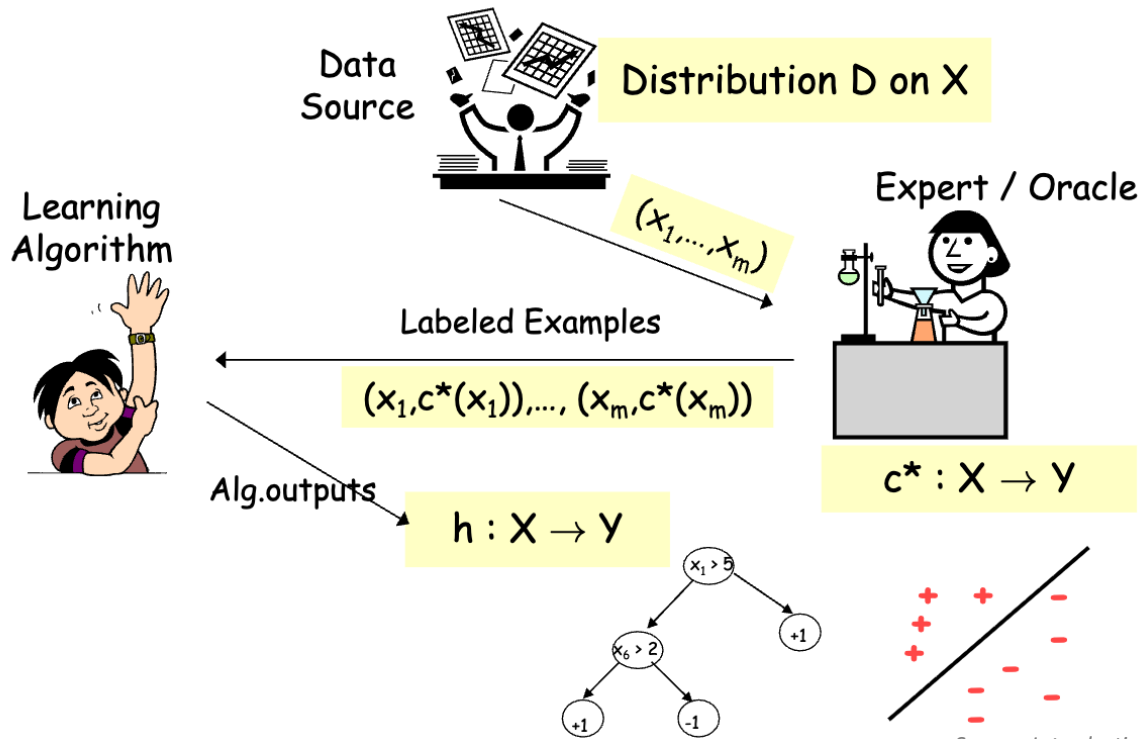 Data
Source
Distribution D on X
Learning
Algorithm
(x₁,...,xₘ)
Expert / Oracle
Labeled Examples
(x₁,c*(x₁)),..., (xₘ,c*(xₘ))
c* : X → Y
Alg.outputs
h : X → Y
x₁ > 5
+1
x₆ > 2
+1
-1
+ + -
+
+ -
-
- -
-